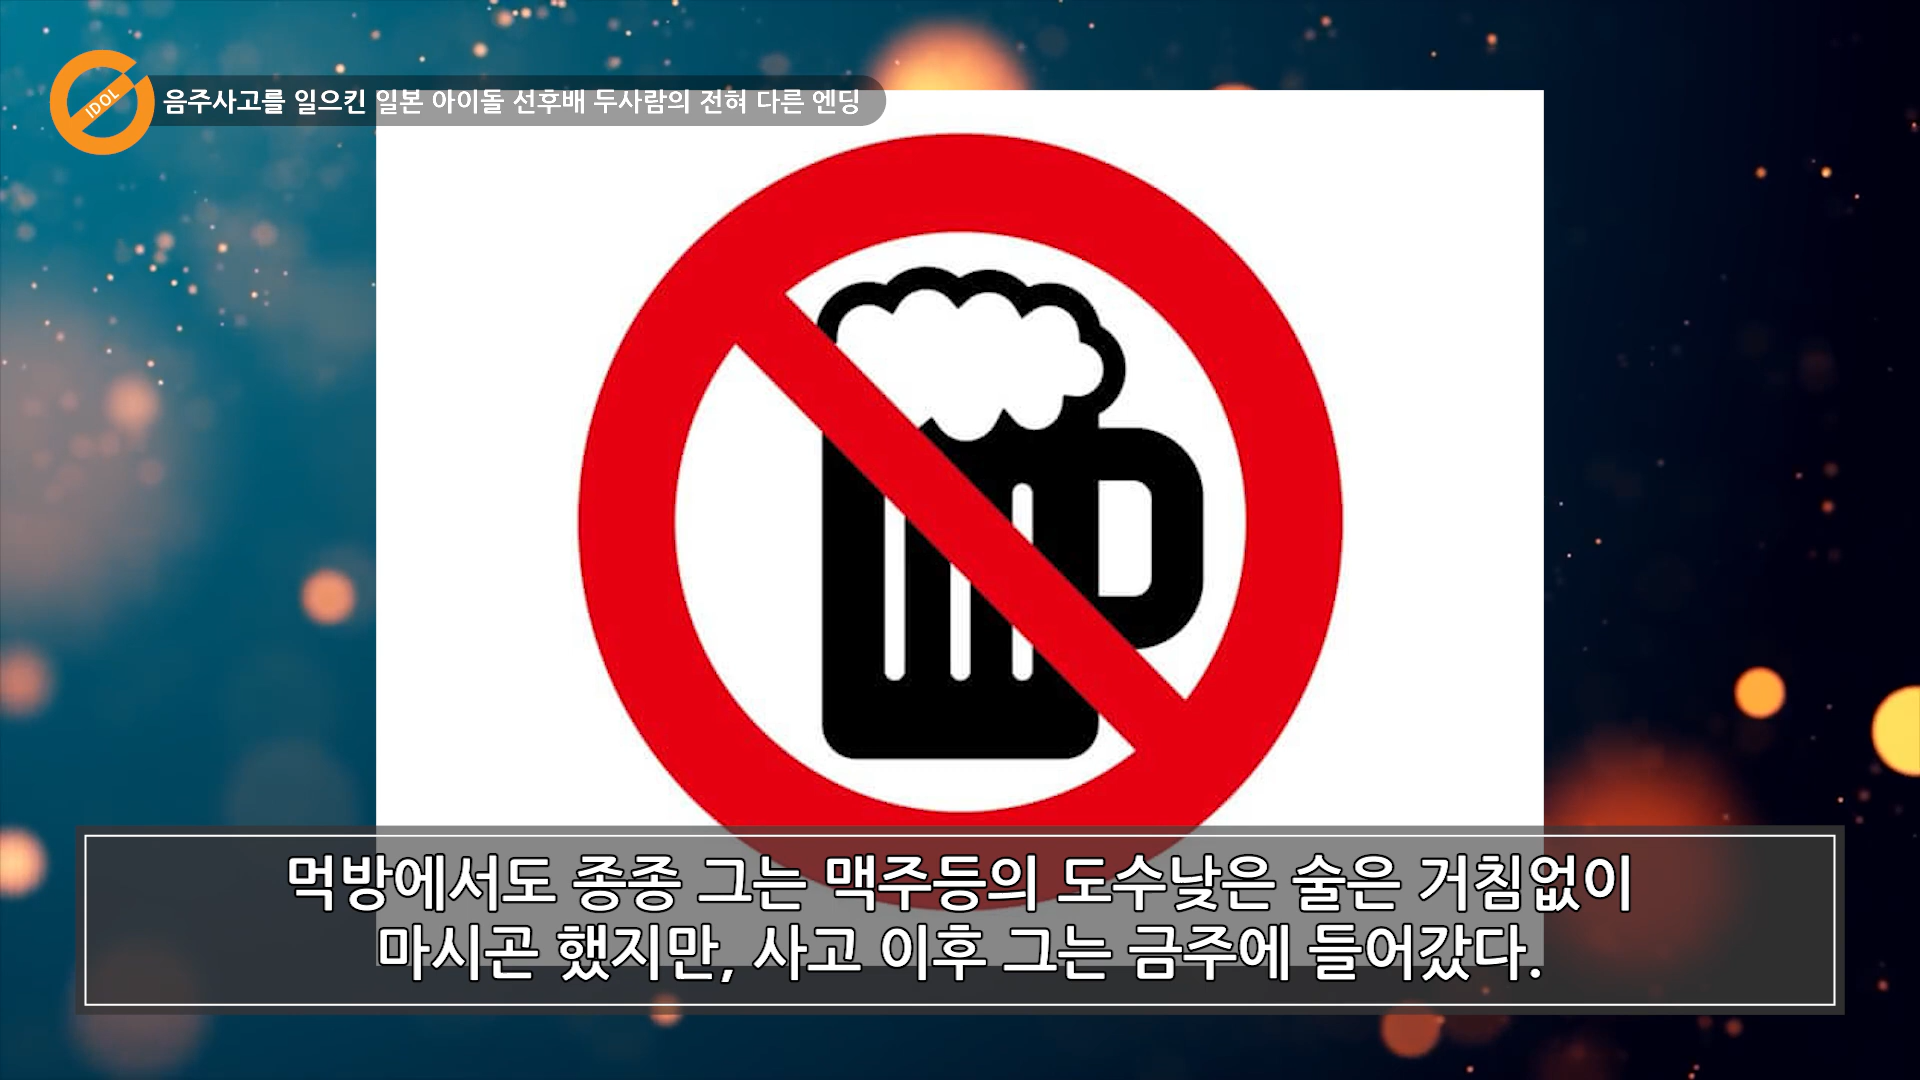 IDOL
음주사고를 일으킨 일본 아이돌 선후배 두사람의 전혀 다른 엔딩
먹방에서도 종종 그는 맥주등의 도수낮은 술은 거침없이
마시곤 했지만, 사고 이후 그는 금주에 들어갔다.